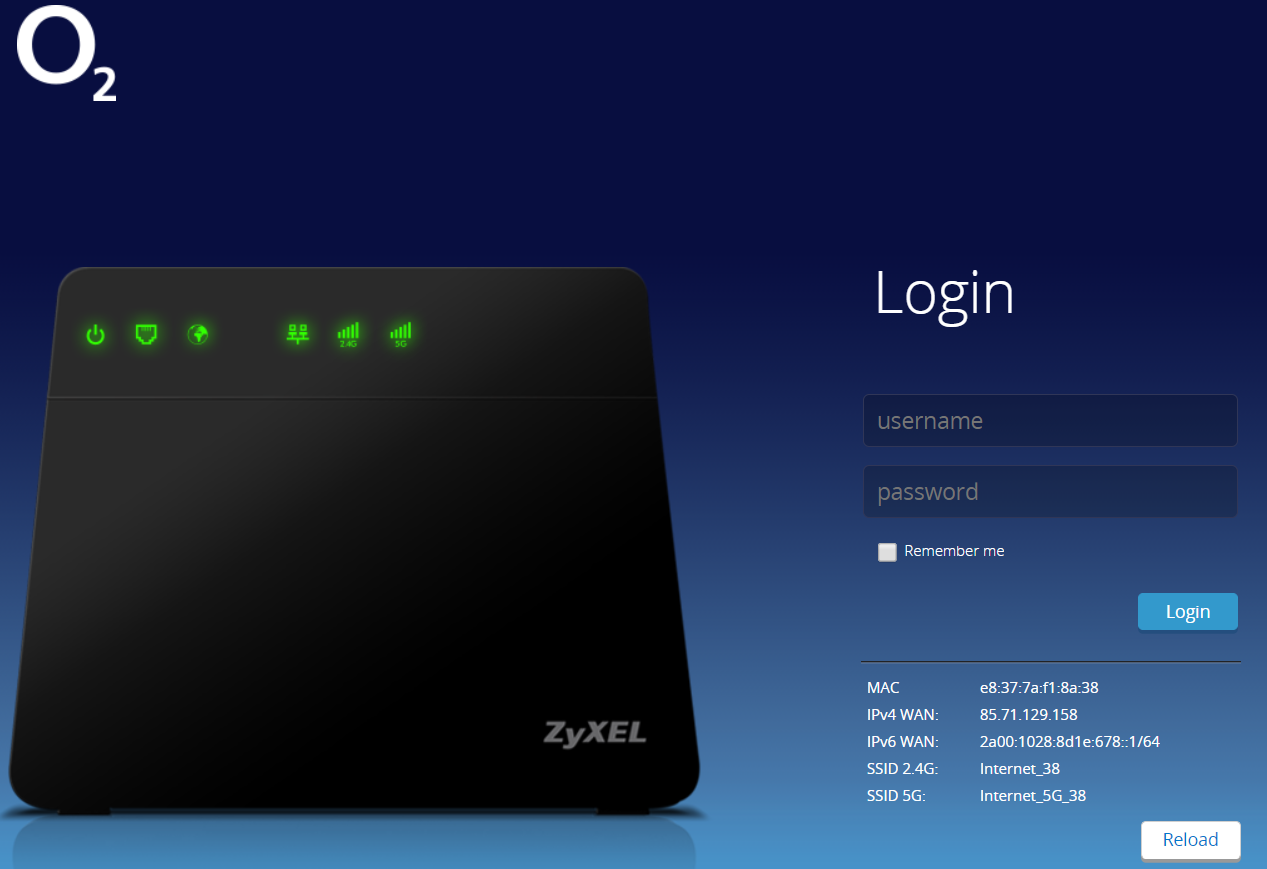 O2
Login
2.4G 5G
username
password
Remember me
Login
MAC e8:37:7a:f1:8a:38
IPv4 WAN: 85.71.129.158
IPv6 WAN: 2a00:1028:8d1e:678::1/64
SSID 2.4G: Internet_38
SSID 5G: Internet_5G_38
ZyXEL
Reload